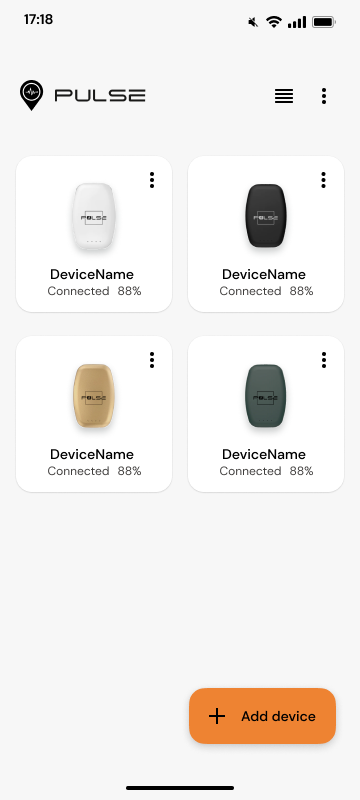 17:18
PULSE
PULSE
PULSE
DeviceName
DeviceName
Connected 88%
Connected 88%
PULSE
PULSE
DeviceName
DeviceName
Connected 88%
Connected 88%
Add device